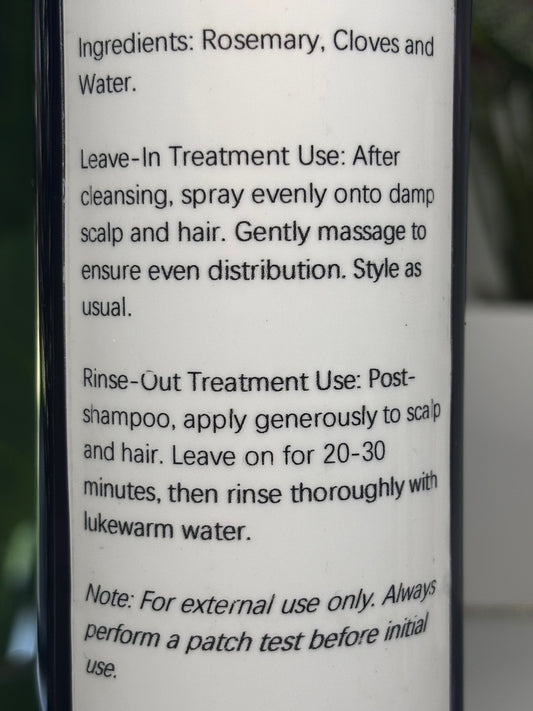 Ingredients: Rosemary, Cloves and
Water.
Leave-In Treatment Use: After
cleansing, spray evenly onto damp
scalp and hair. Gently massage to
ensure even distribution. Style as
usual.
Rinse-Out Treatment Use: Post-
shampoo, apply generously to scalp
and hair. Leave on for 20-30
minutes, then rinse thoroughly with
lukewarm water.
Note: For external use only. Always
perform a patch test before initial
use.